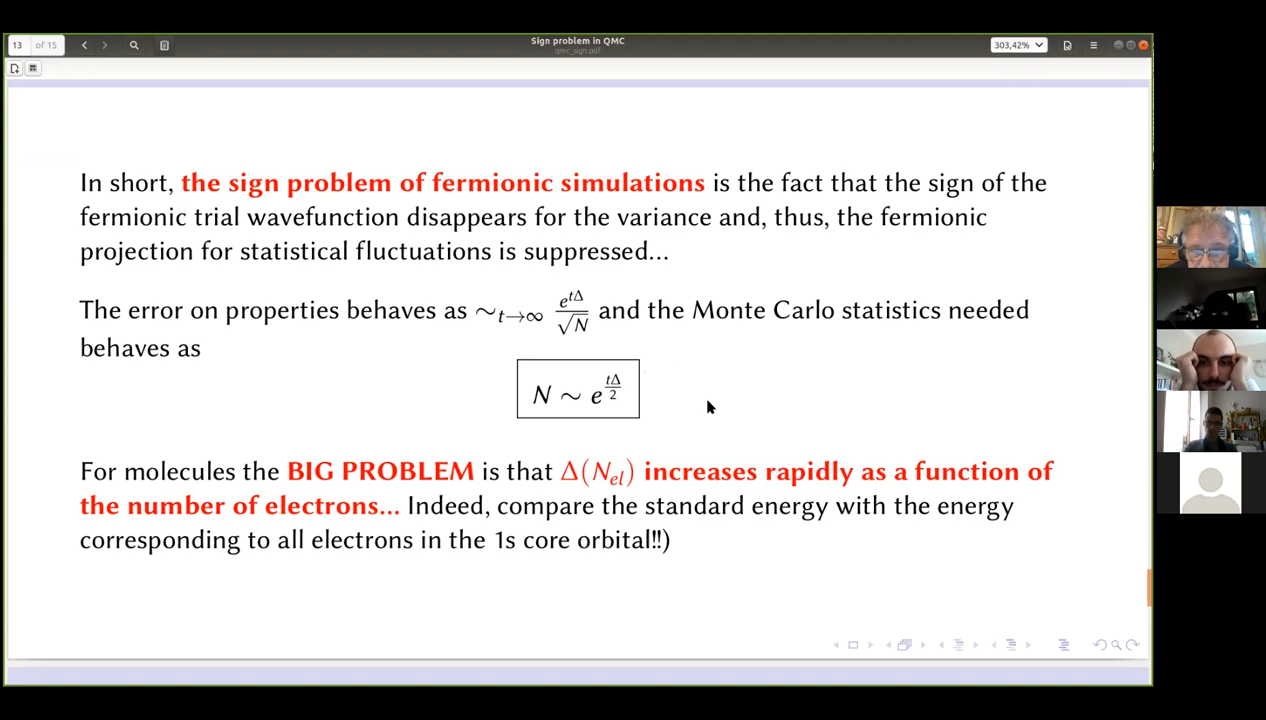 Sign problem in QMC
13 of 15
qmc_sign.pdf
303,42%
In short, the sign problem of fermionic simulations is the fact that the sign of the
fermionic trial wavefunction disappears for the variance and, thus, the fermionic
projection for statistical fluctuations is suppressed...
The error on properties behaves as ∼t→∞ e^{tΔ}/√N and the Monte Carlo statistics needed
behaves as
N ∼ e^{tΔ/2}
For molecules the BIG PROBLEM is that Δ(N_el) increases rapidly as a function of
the number of electrons... Indeed, compare the standard energy with the energy
corresponding to all electrons in the 1s core orbital!!)